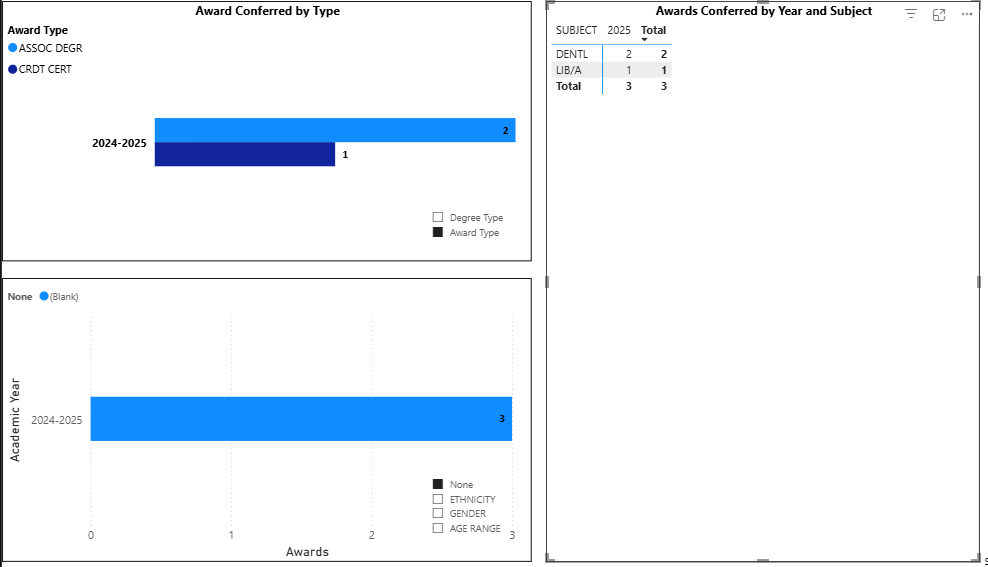 Award Conferred by Type
Award Type
ASSOC DEGR
CRDT CERT
2024-2025
2
1
Degree Type
Award Type
None (Blank)
Academic Year
2024-2025
3
None
ETHNICITY
GENDER
AGE RANGE
0 1 2 3
Awards
Awards Conferred by Year and Subject
SUBJECT 2025 Total
DENTL 2 2
LIB/A 1 1
Total 3 3